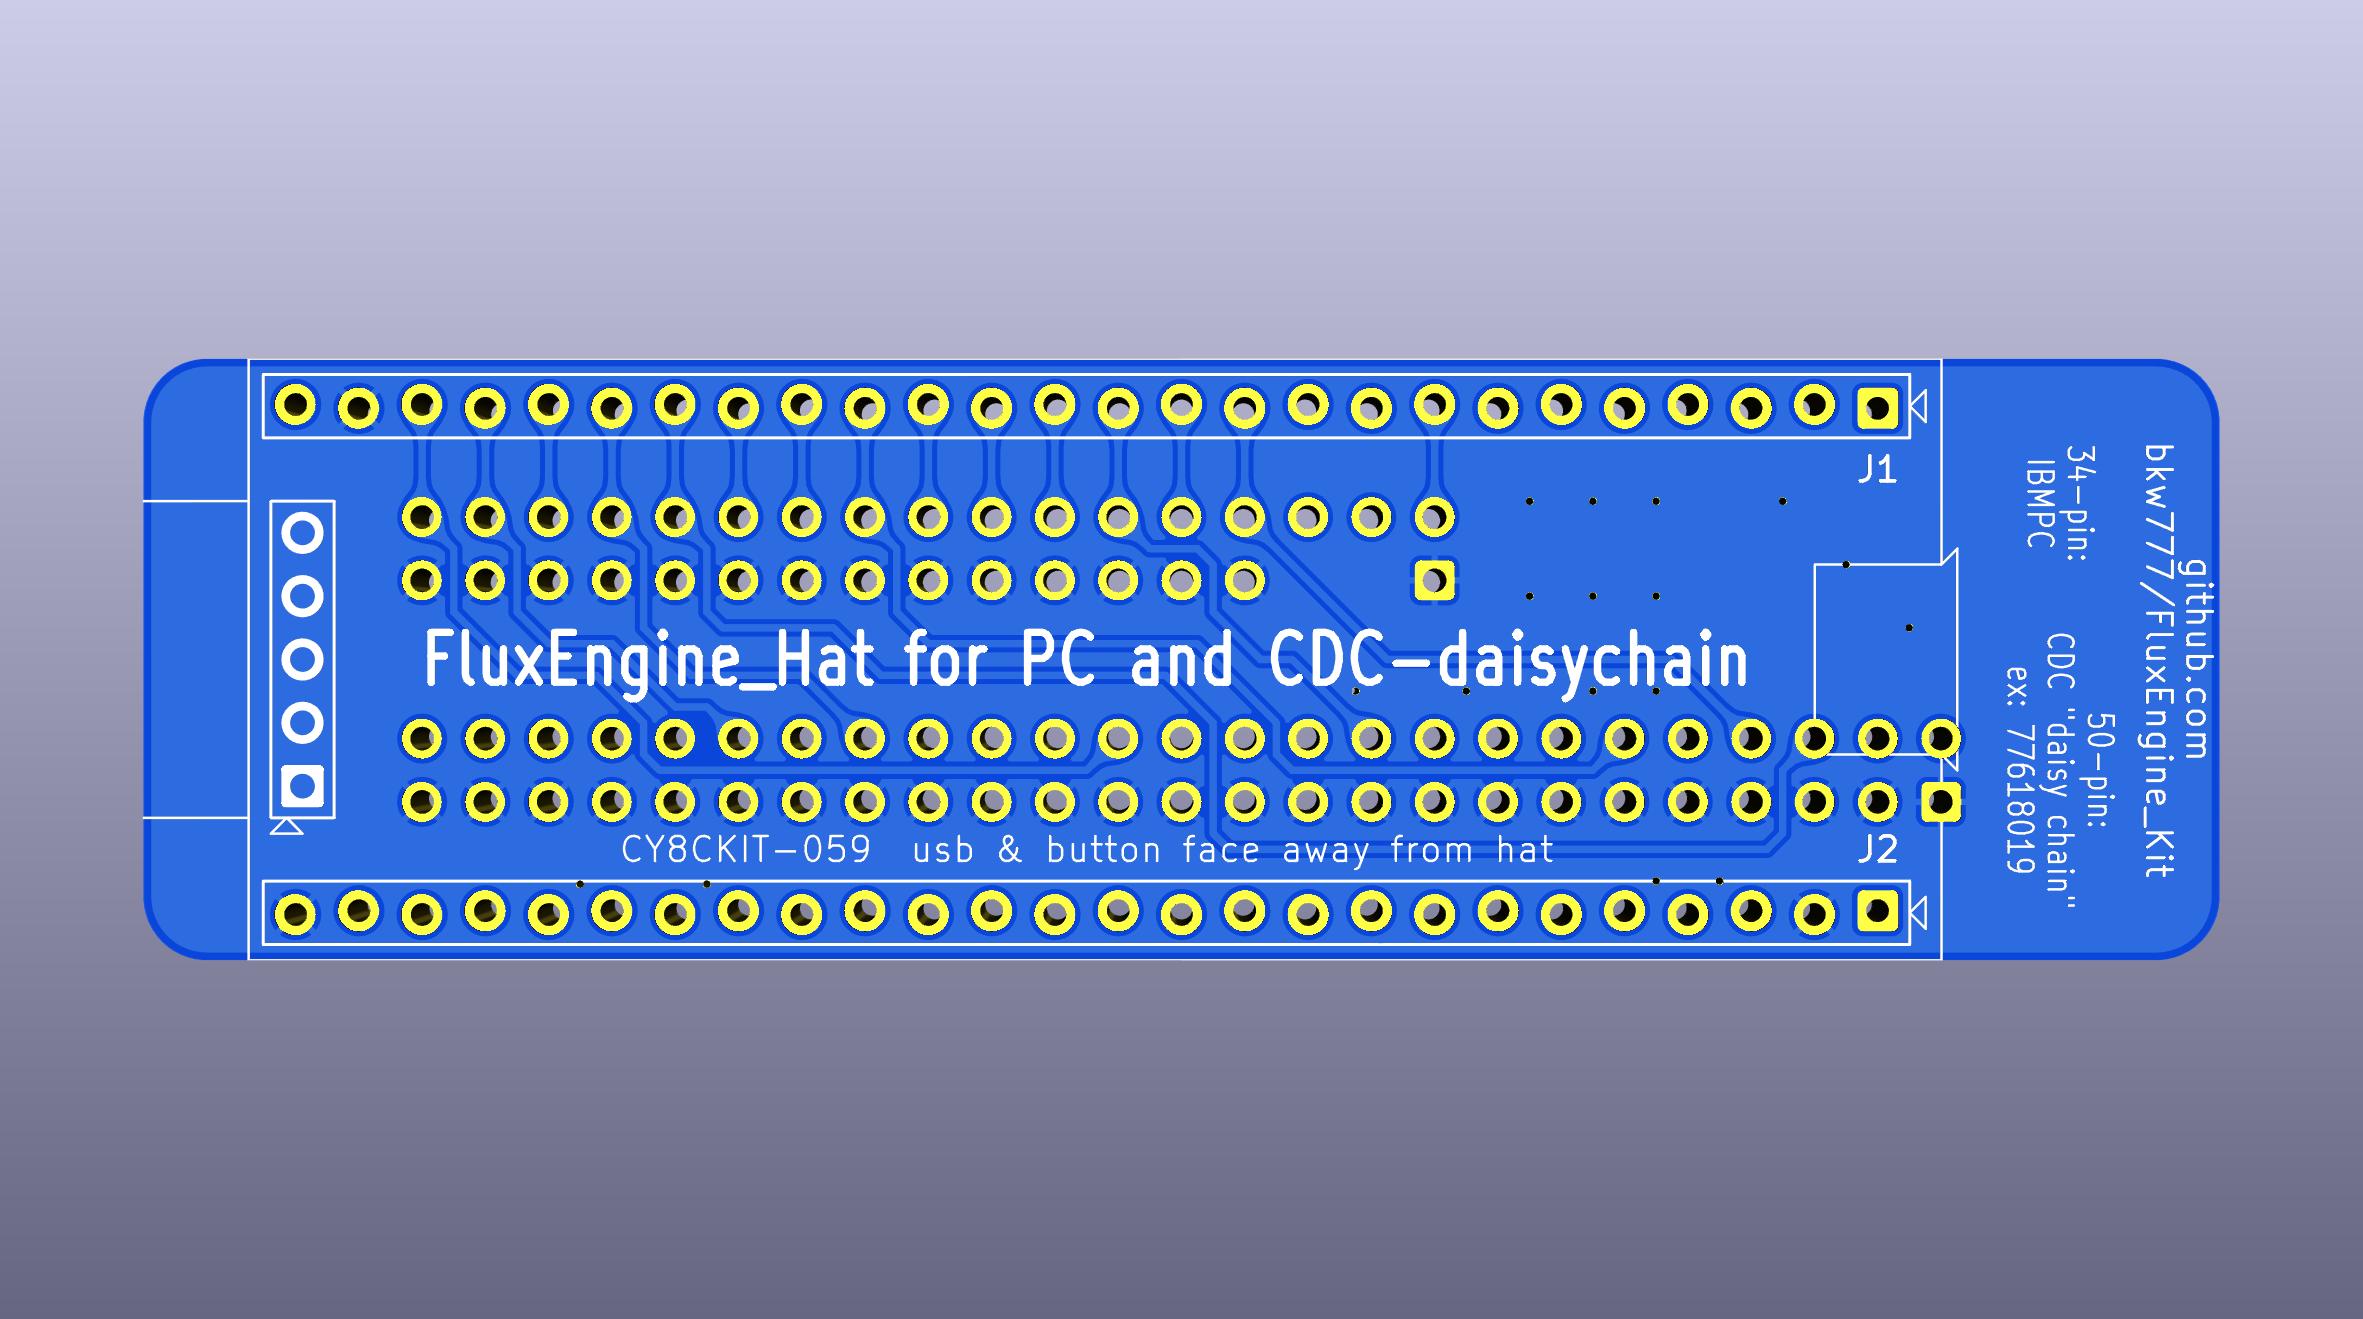 J1
FluxEngine_Hat for PC and CDC-daisychain
CY8CKIT-059  usb & button face away from hat
J2
github.com
bkw777/FluxEngine_Kit
34-pin:
IBMPC
50-pin:
CDC "daisy chain"
ex: 77618019